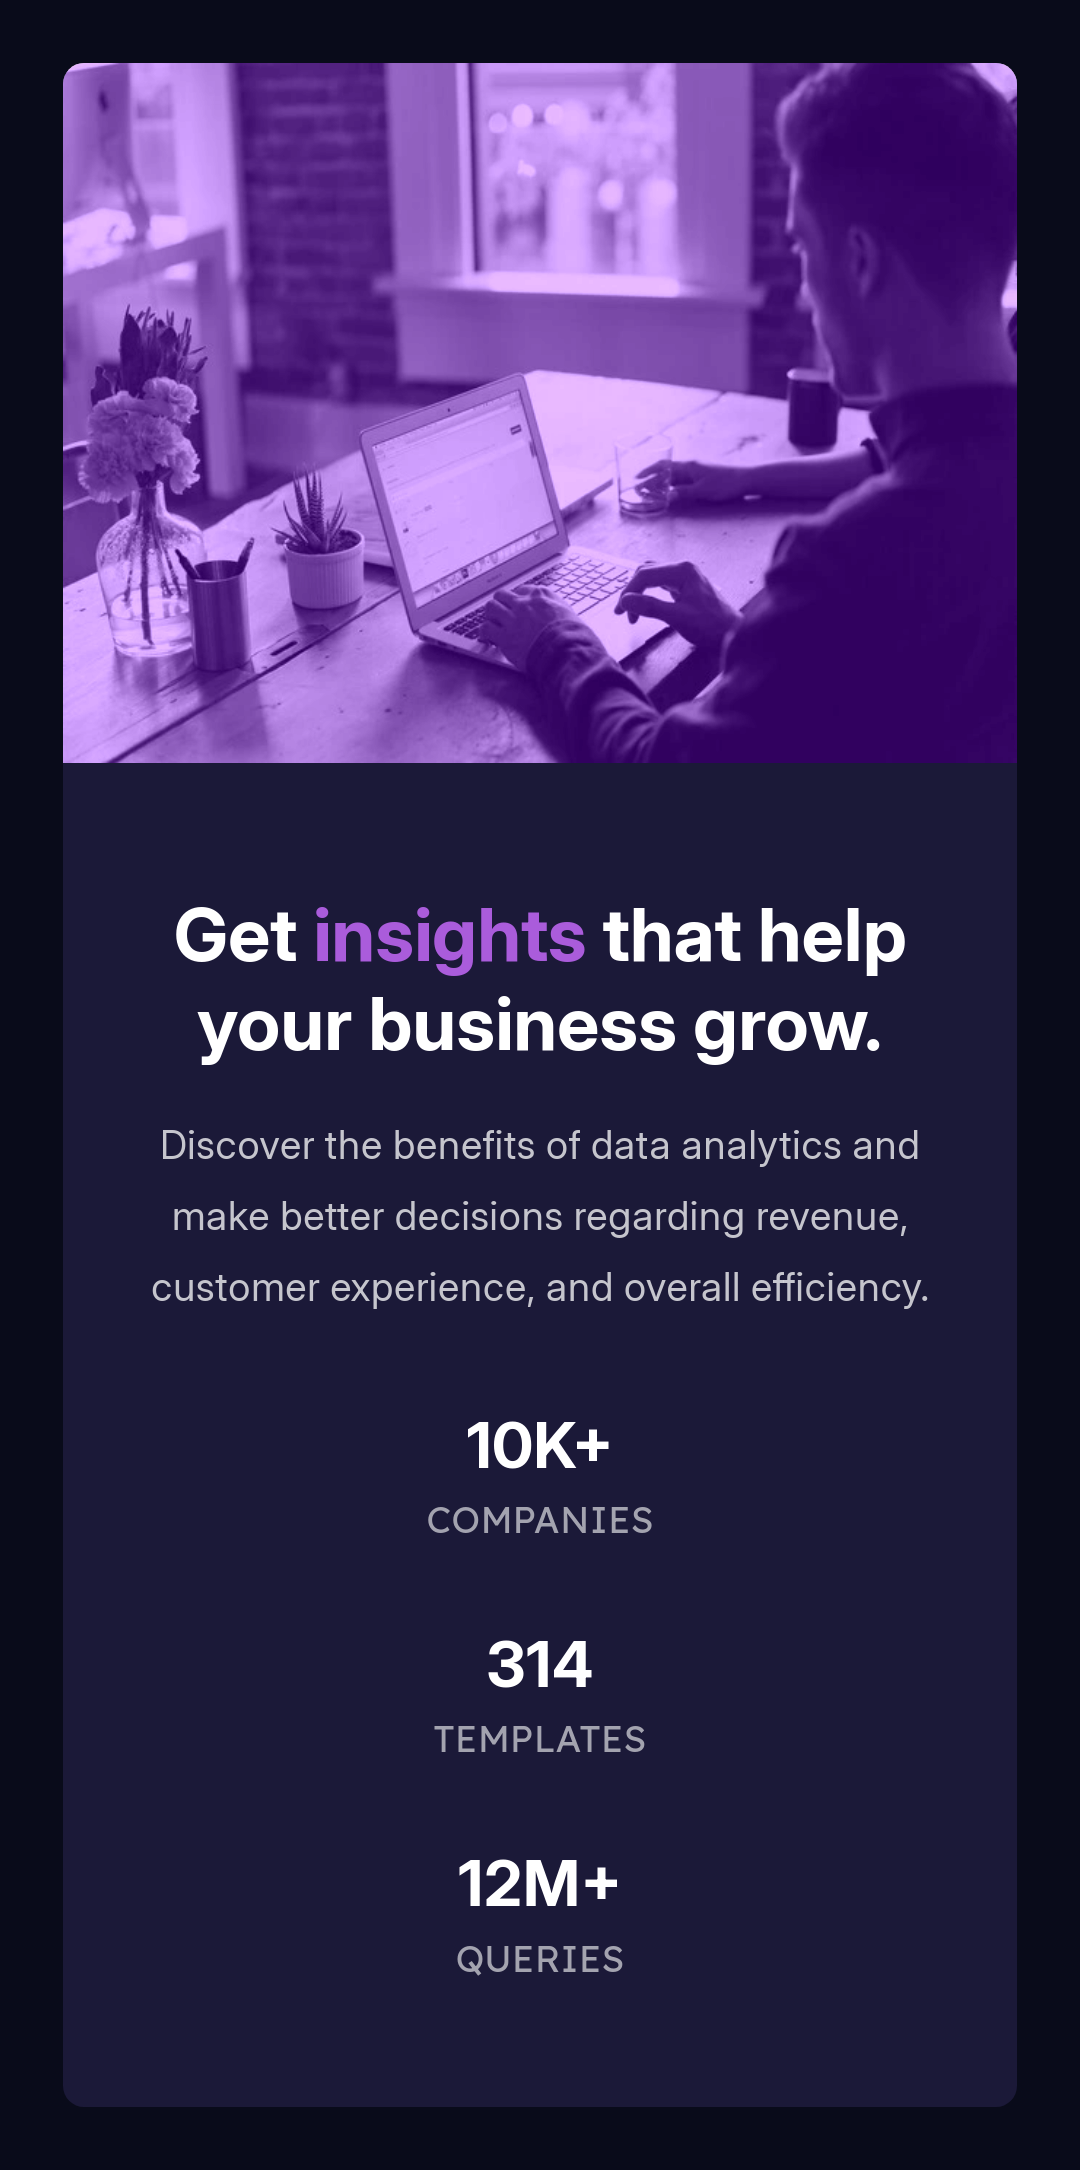 Get insights that help
your business grow.
Discover the benefits of data analytics and
make better decisions regarding revenue,
customer experience, and overall efficiency.
10K+
COMPANIES
314
TEMPLATES
12M+
QUERIES